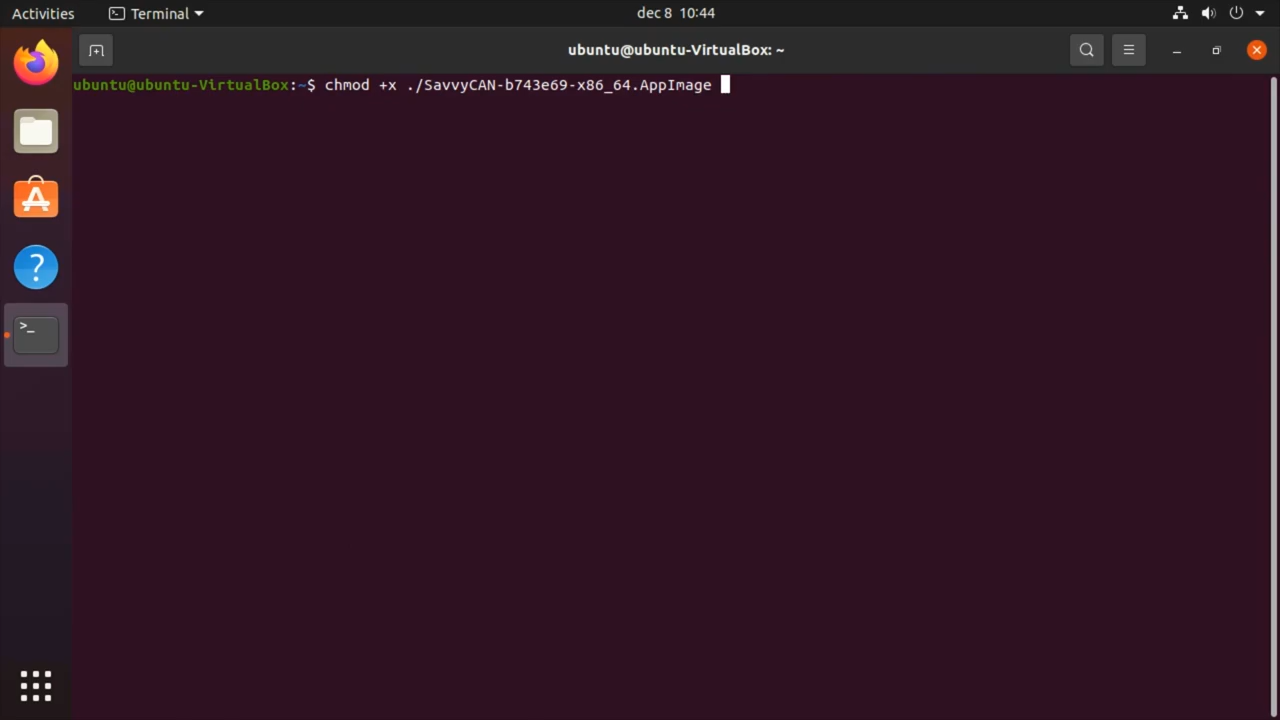 Activities
Terminal
dec 8 10:44
ubuntu@ubuntu-VirtualBox: ~
ubuntu@ubuntu-VirtualBox:~$ chmod +x ./SavvyCAN-b743e69-x86_64.AppImage